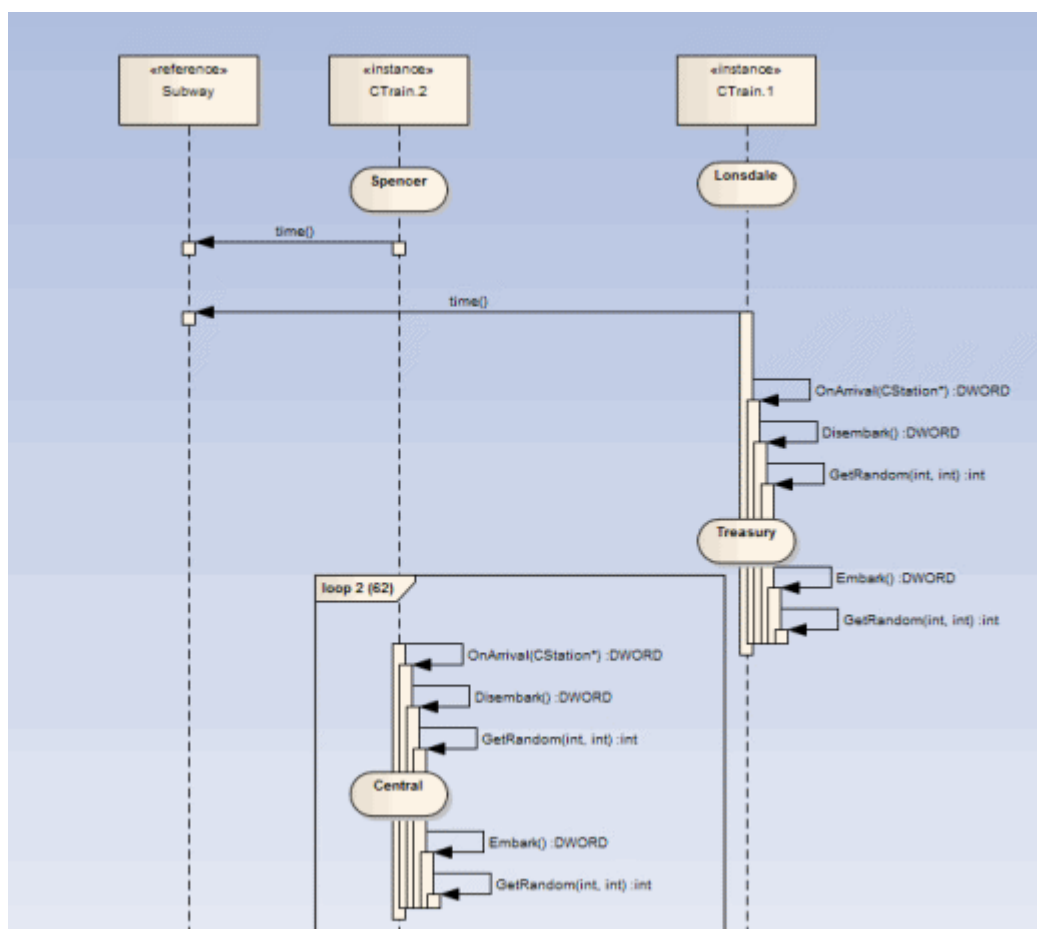 «reference»
Subway
«instance»
CTrain.2
«instance»
CTrain.1
Spencer
Lonsdale
time()
time()
OnArrival(CStation*) :DWORD
Disembark() :DWORD
GetRandom(int, int) :int
Treasury
Embark() :DWORD
loop 2 (62)
GetRandom(int, int) :int
OnArrival(CStation*) :DWORD
Disembark() :DWORD
GetRandom(int, int) :int
Central
Embark() :DWORD
GetRandom(int, int) :int